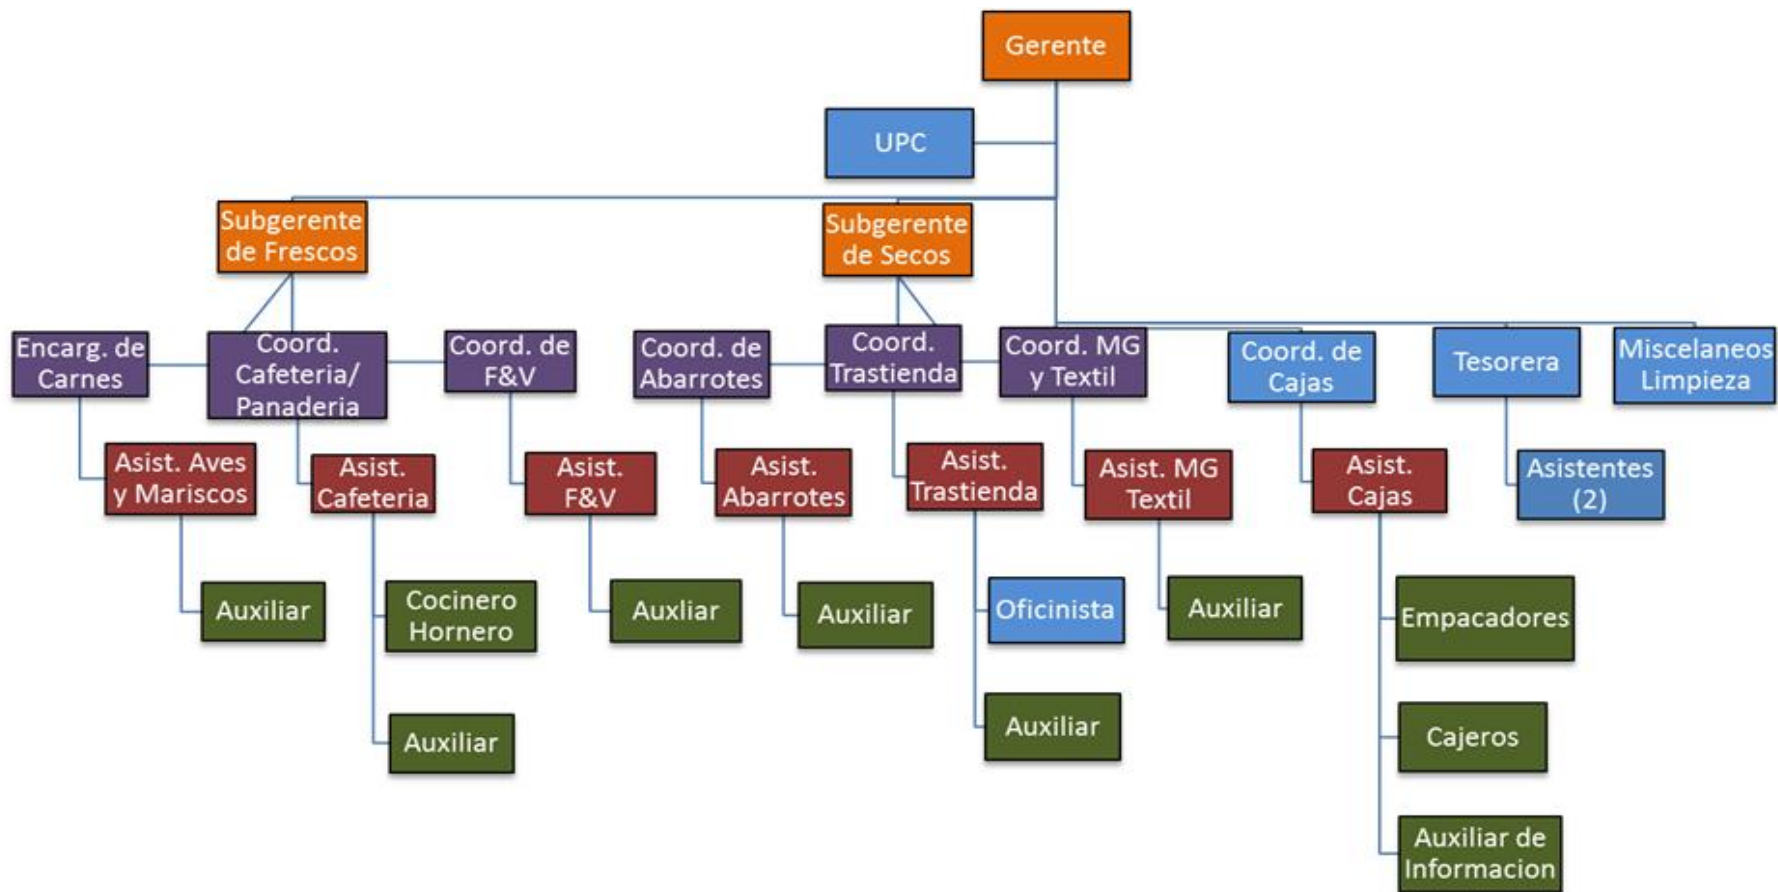 Gerente
UPC
Subgerente
de Frescos
Subgerente
de Secos
Encarg. de
Carnes
Coord.
Cafeteria/
Panaderia
Coord. de
F&V
Coord. de
Abarrotes
Coord.
Trastienda
Coord. MG
y Textil
Coord. de
Cajas
Tesorera
Miscelaneos
Limpieza
Asist. Aves
y Mariscos
Asist.
Cafeteria
Asist.
F&V
Asist.
Abarrotes
Asist.
Trastienda
Asist. MG
Textil
Asist.
Cajas
Asistentes
(2)
Auxiliar
Cocinero
Hornero
Auxliar
Auxiliar
Oficinista
Auxiliar
Empacadores
Auxiliar
Auxiliar
Cajeros
Auxiliar de
Informacion